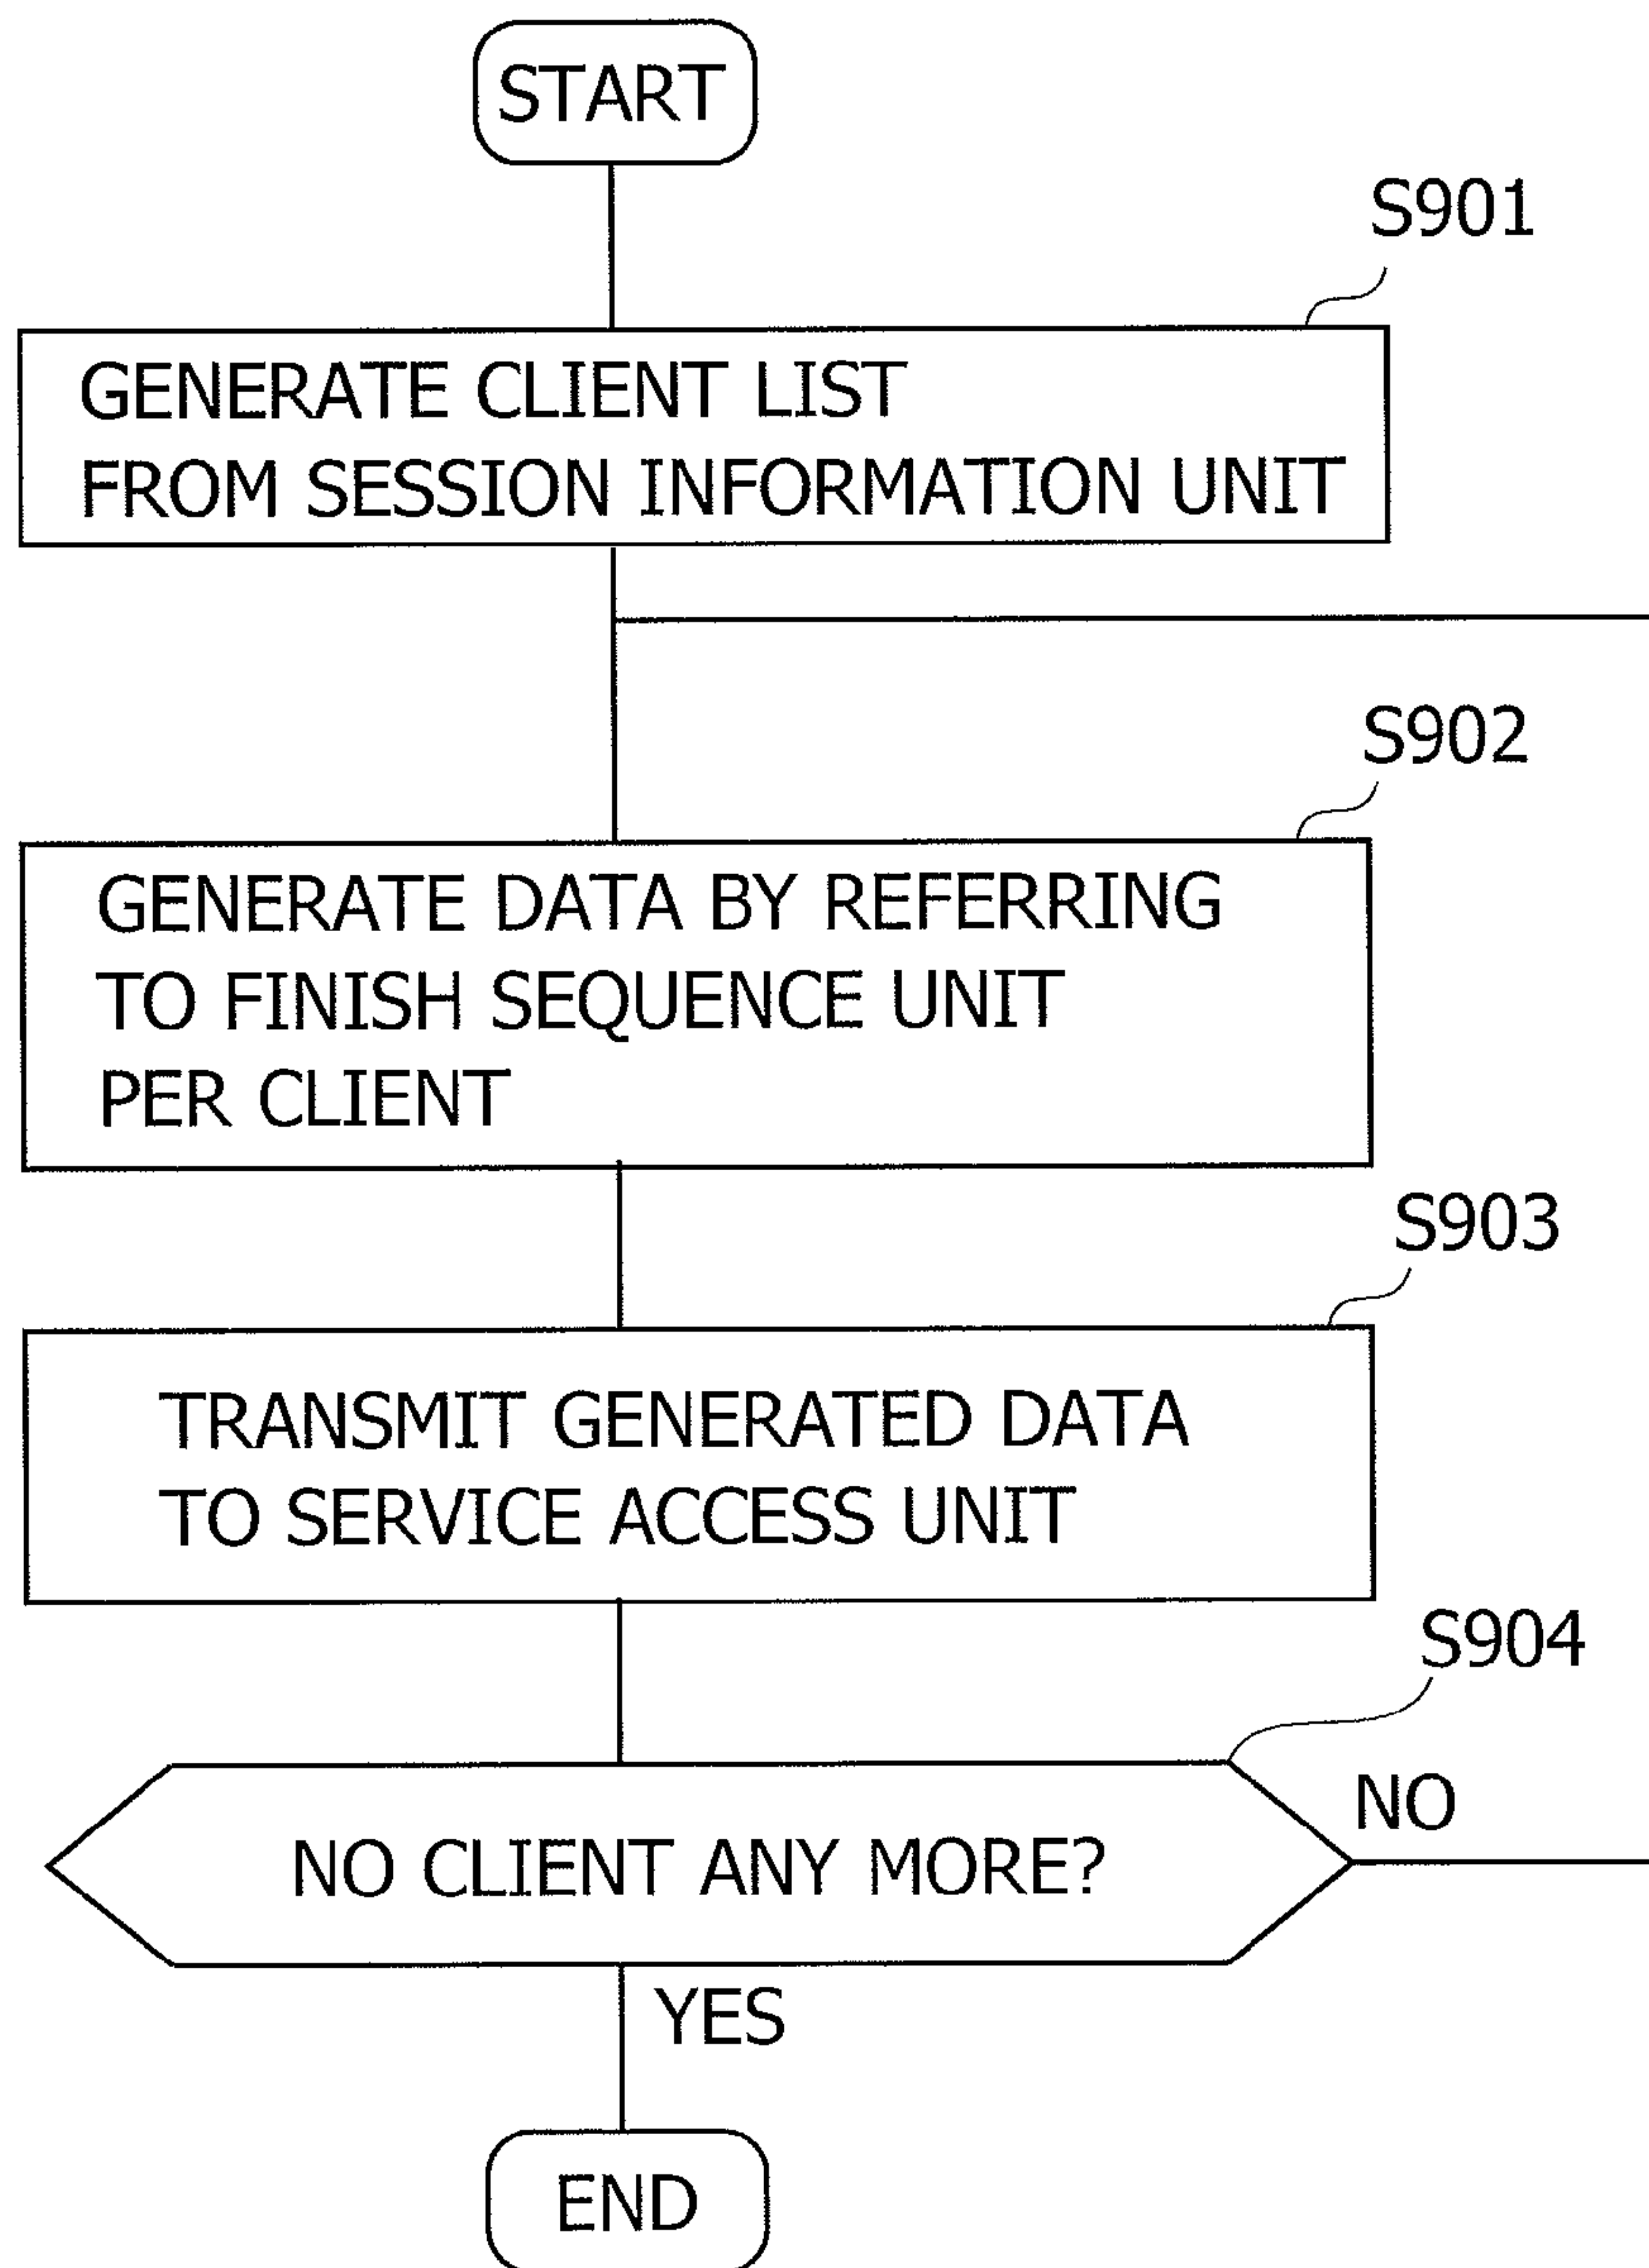 START
S901
GENERATE CLIENT LIST
FROM SESSION INFORMATION UNIT
S902
GENERATE DATA BY REFERRING
TO FINISH SEQUENCE UNIT
PER CLIENT
S903
TRANSMIT GENERATED DATA
TO SERVICE ACCESS UNIT
S904
NO CLIENT ANY MORE?
NO
YES
END